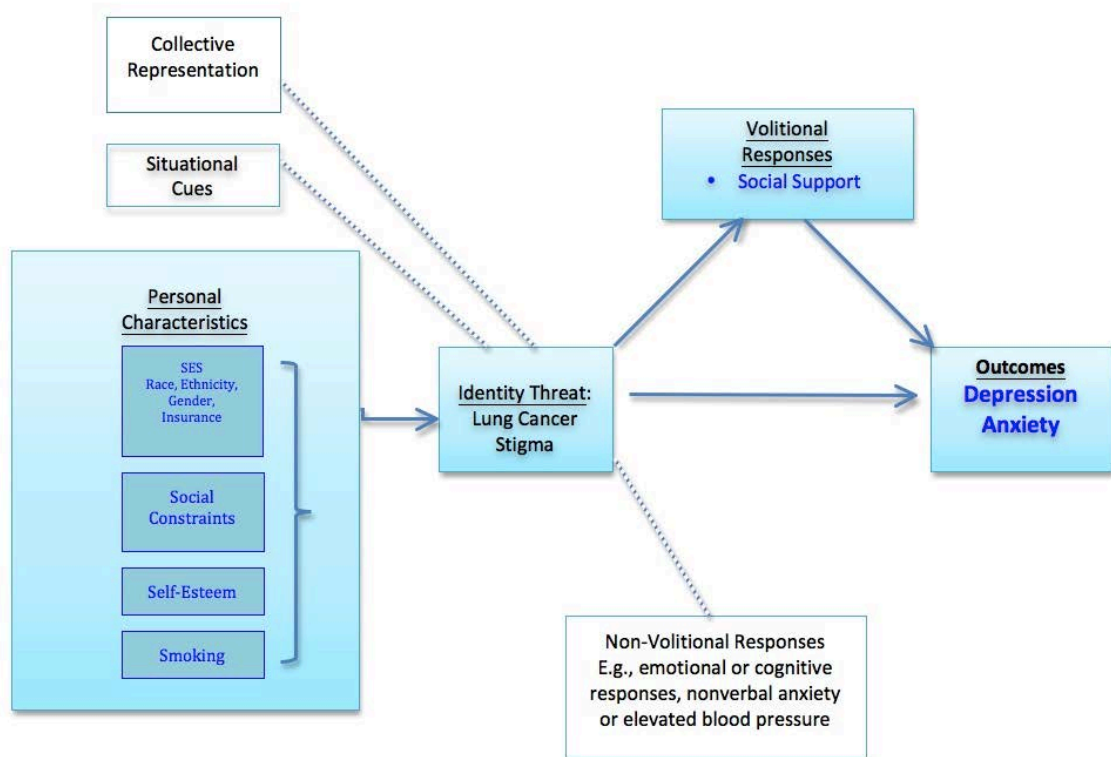 Collective
Representation
Situational
Cues
Personal
Characteristics
SES
Race, Ethnicity,
Gender,
Insurance
Social
Constraints
Self-Esteem
Smoking
Identity Threat:
Lung Cancer
Stigma
Volitional
Responses
• Social Support
Outcomes
Depression
Anxiety
Non-Volitional Responses
E.g., emotional or cognitive
responses, nonverbal anxiety
or elevated blood pressure